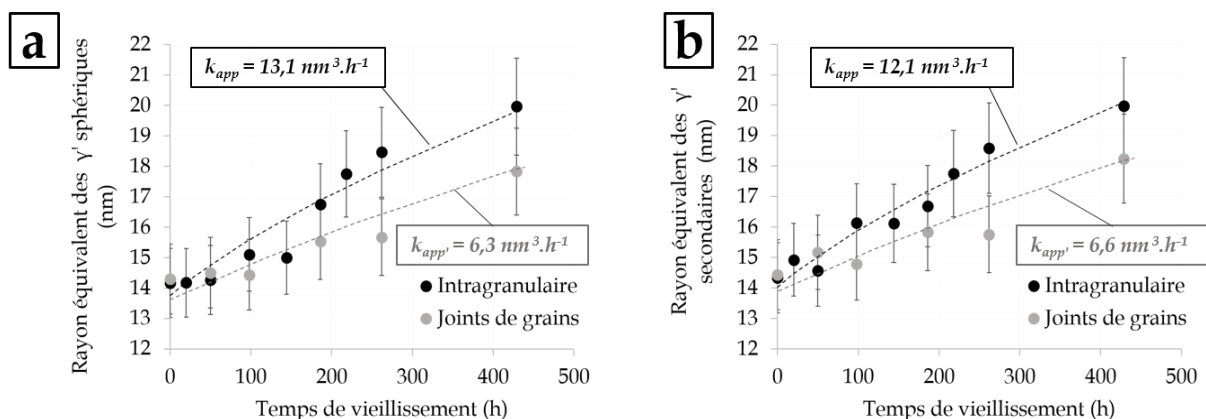 a
Rayon équivalent des γ' sphériques
(nm)
k_app = 13,1 nm³.h⁻¹
k_app' = 6,3 nm³.h⁻¹
Intragranulaire
Joints de grains
20
19
18
17
16
15
14
13
12
0
100
200
300
400
500
Temps de vieillissement (h)
b
Rayon équivalent des γ'
secondaires (nm)
k_app = 12,1 nm³.h⁻¹
k_app' = 6,6 nm³.h⁻¹
Intragranulaire
Joints de grains
22
21
20
19
18
17
16
15
14
13
12
0
100
200
300
400
500
Temps de vieillissement (h)